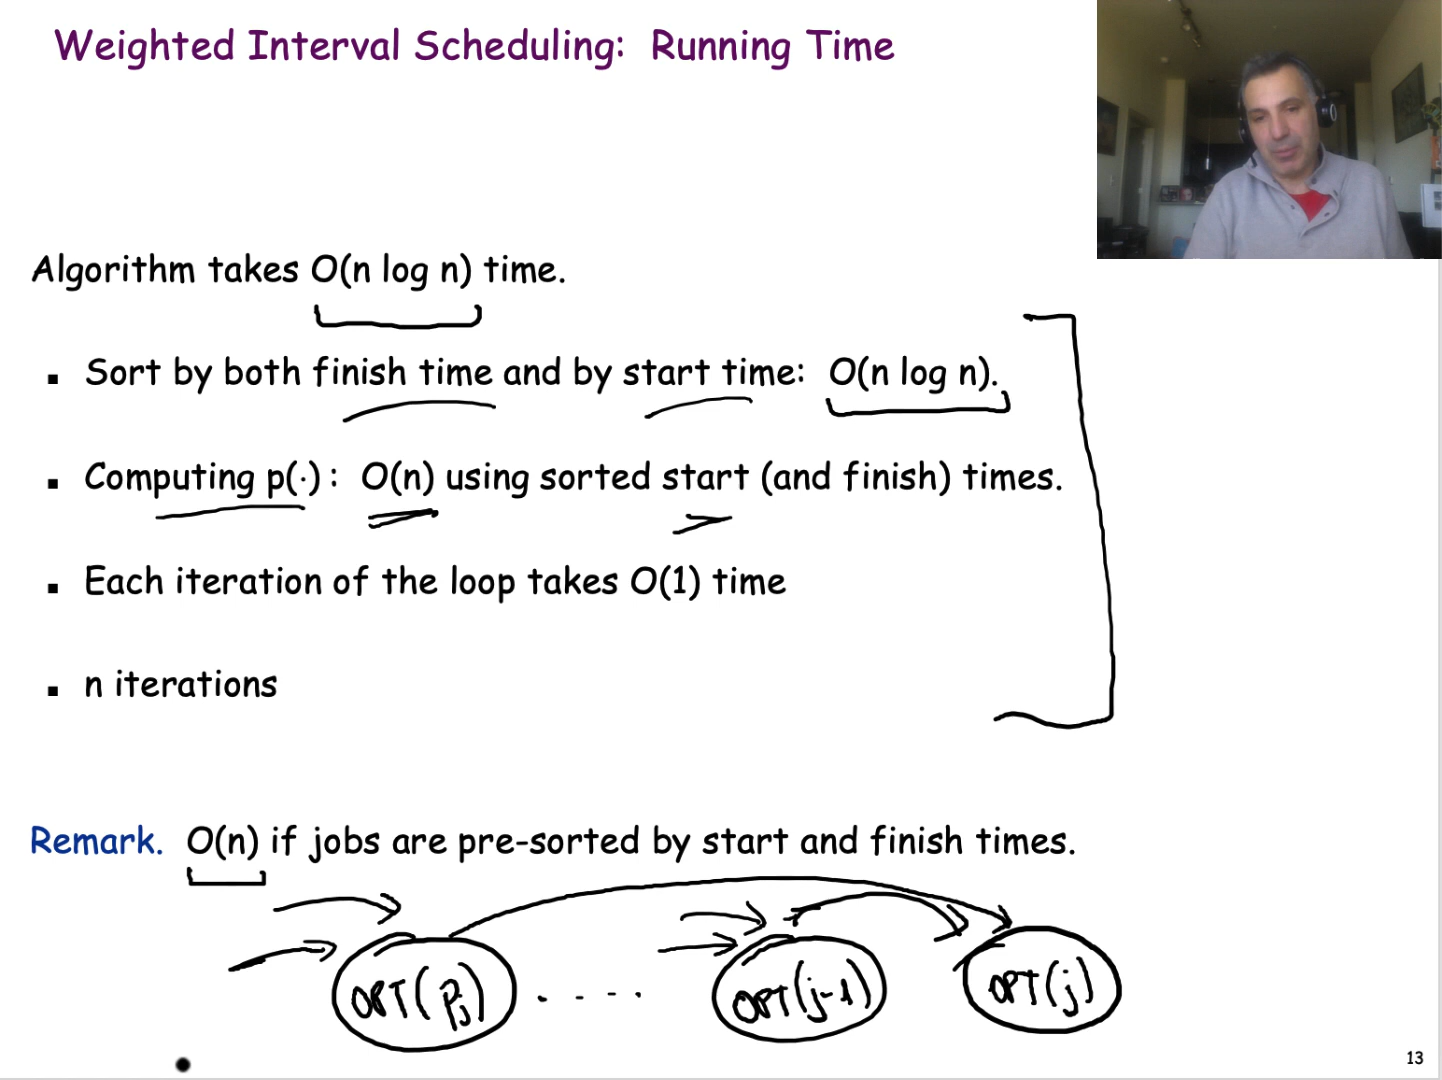 Weighted Interval Scheduling: Running Time
Algorithm takes O(n log n) time.
▪ Sort by both finish time and by start time: O(n log n).
▪ Computing p(·) : O(n) using sorted start (and finish) times.
▪ Each iteration of the loop takes O(1) time
▪ n iterations
Remark. O(n) if jobs are pre-sorted by start and finish times.
OPT(pj) . - - . OPT(j-1) OPT(j)
13